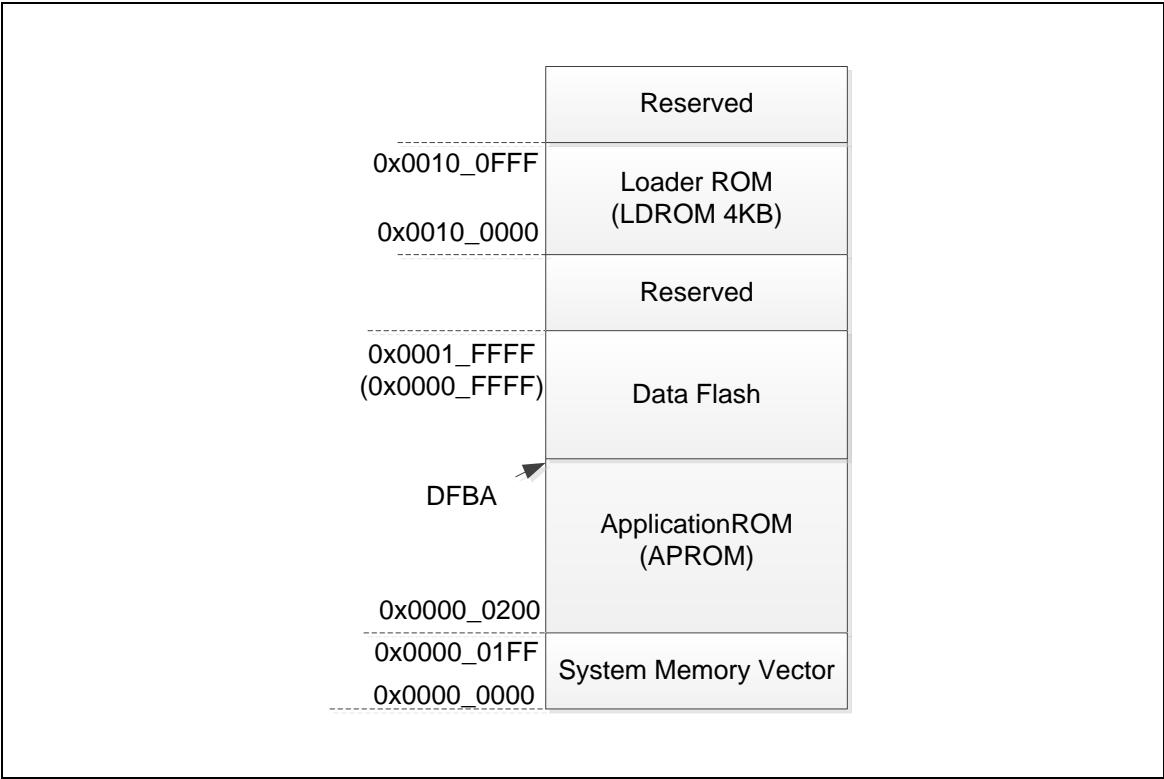 Reserved
0x0010_0FFF
Loader ROM
(LDROM 4KB)
0x0010_0000
Reserved
0x0001_FFFF
(0x0000_FFFF)
Data Flash
DFBA
ApplicationROM
(APROM)
0x0000_0200
0x0000_01FF
System Memory Vector
0x0000_0000